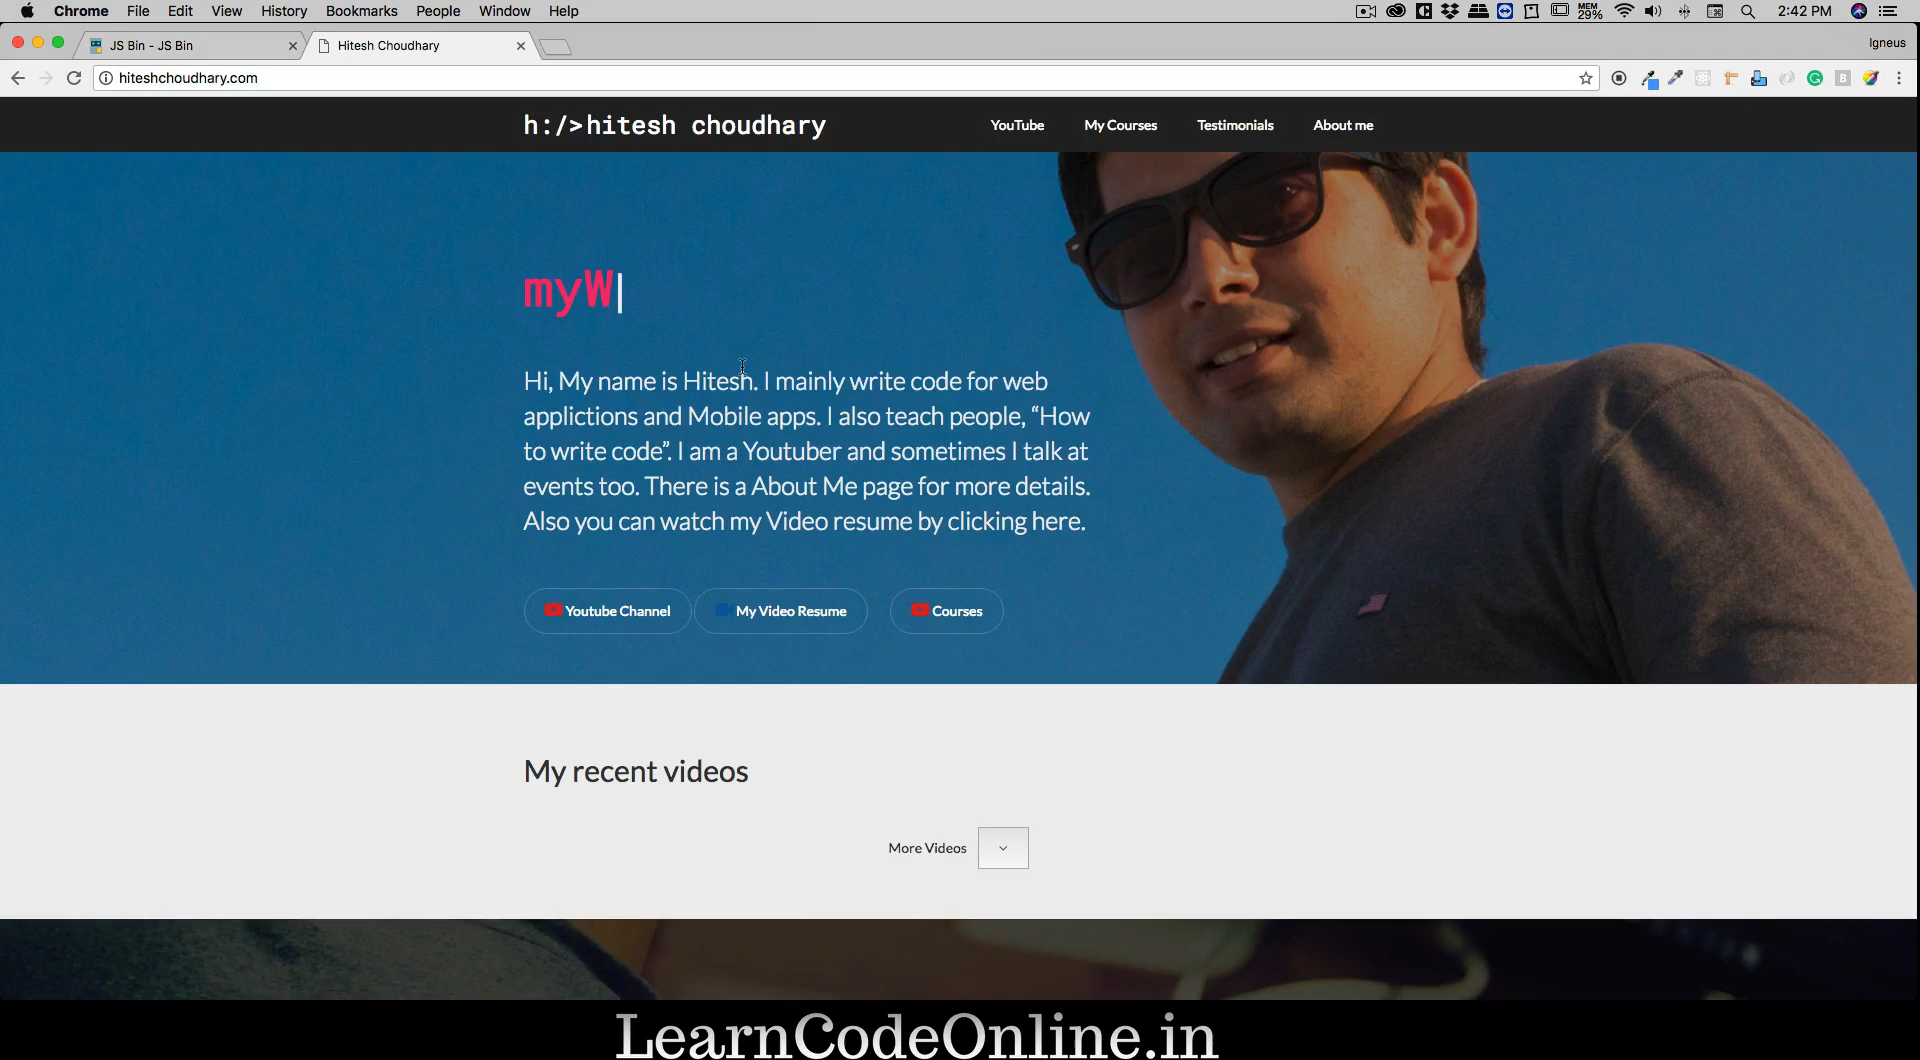 Chrome File Edit View History Bookmarks People Window Help MEM 29% 2:42 PM
JS Bin - JS Bin Hitesh Choudhary Igneus
hiteshchoudhary.com
h:/>hitesh choudhary YouTube My Courses Testimonials About me
myW
Hi, My name is Hitesh. I mainly write code for web
applictions and Mobile apps. I also teach people, “How
to write code”. I am a Youtuber and sometimes I talk at
events too. There is a About Me page for more details.
Also you can watch my Video resume by clicking here.
Youtube Channel My Video Resume Courses
My recent videos
More Videos
LearnCodeOnline.in